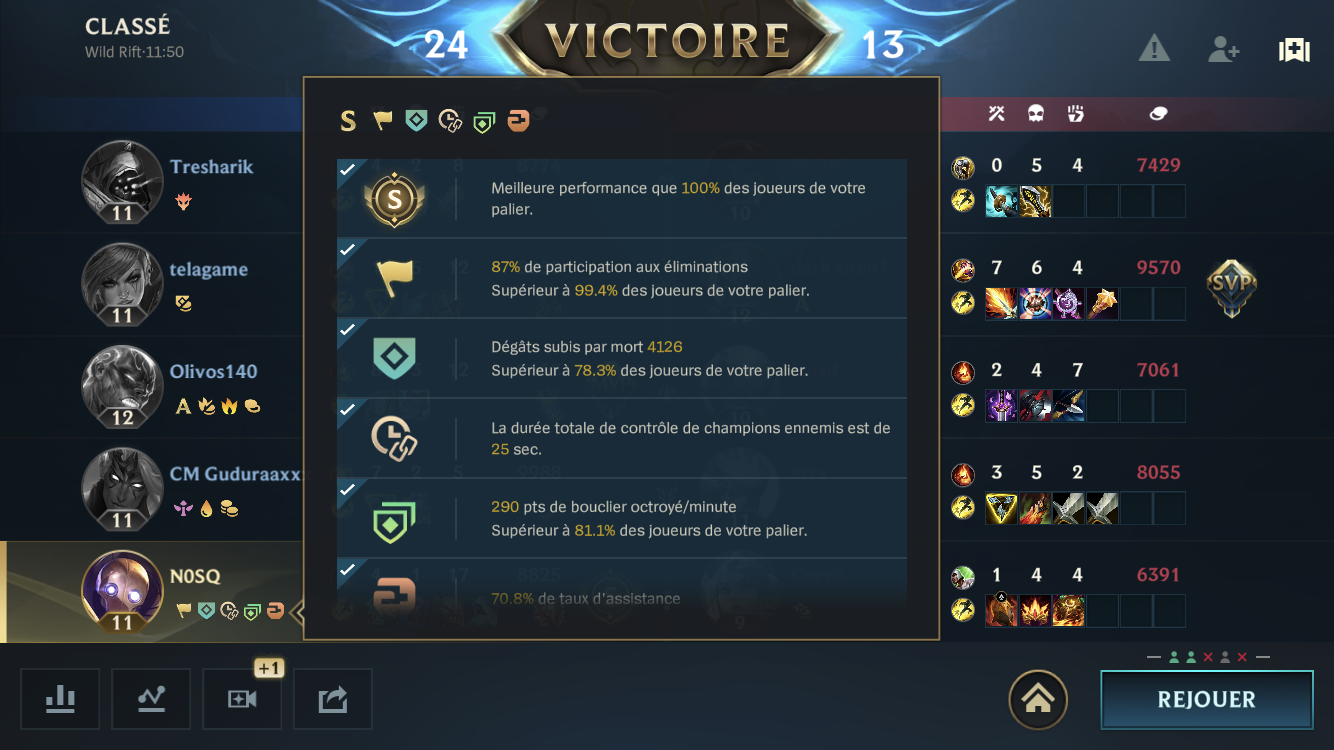 CLASSÉ
Wild Rift·11:50
24 VICTOIRE 13
S
Tresharik
11
telagame
11
Olivos140
12
A
CM Guduraaxx
11
N0SQ
11
S
Meilleure performance que 100% des joueurs de votre
palier.
87% de participation aux éliminations
Supérieur à 99.4% des joueurs de votre palier.
Dégâts subis par mort 4126
Supérieur à 78.3% des joueurs de votre palier.
La durée totale de contrôle de champions ennemis est de
25 sec.
290 pts de bouclier octroyé/minute
Supérieur à 81.1% des joueurs de votre palier.
70.8% de taux d'assistance
0 5 4 7429
7 6 4 9570
SVP
2 4 7 7061
3 5 2 8055
1 4 4 6391
+1
REJOUER